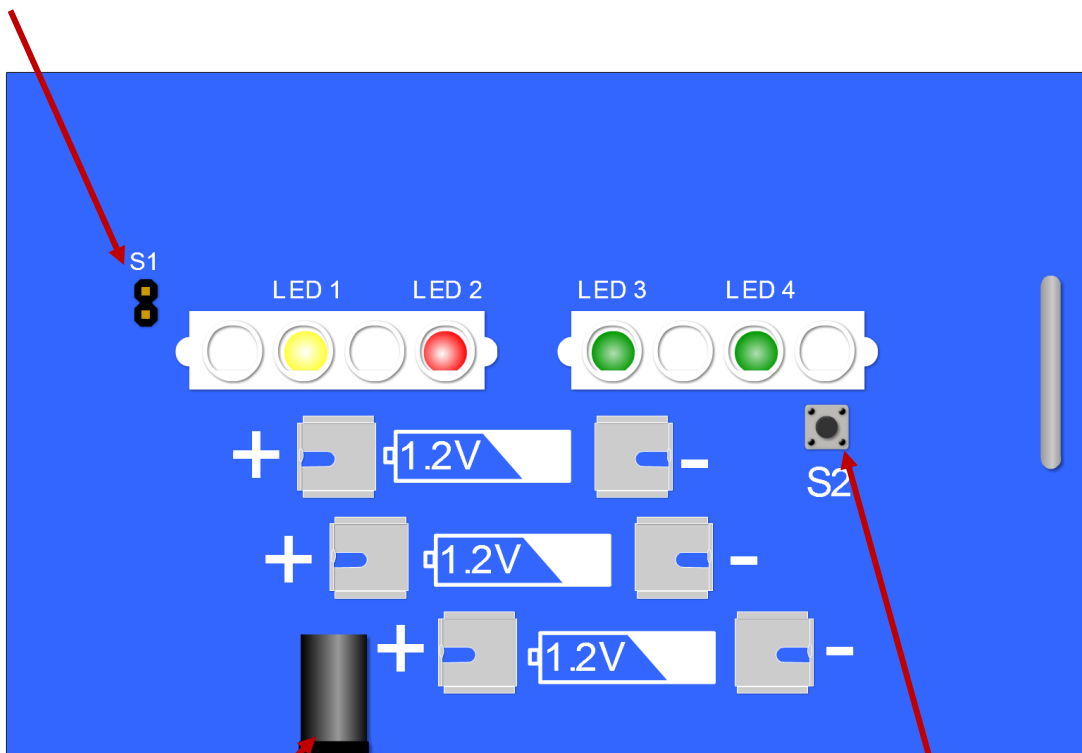 S1
LED 1 LED 2 LED 3 LED 4
+ 1.2V -
S2
+ 1.2V -
+ 1.2V -